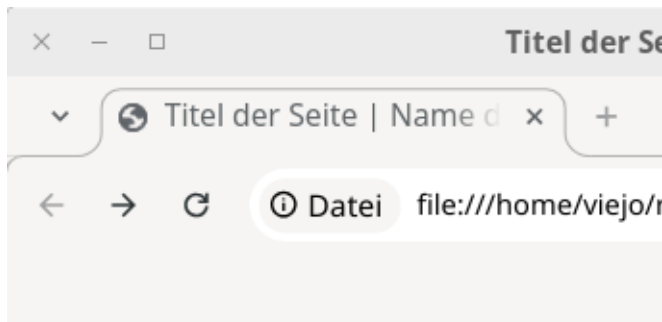 Titel der Se
Titel der Seite | Name d
Datei file:///home/viejo/